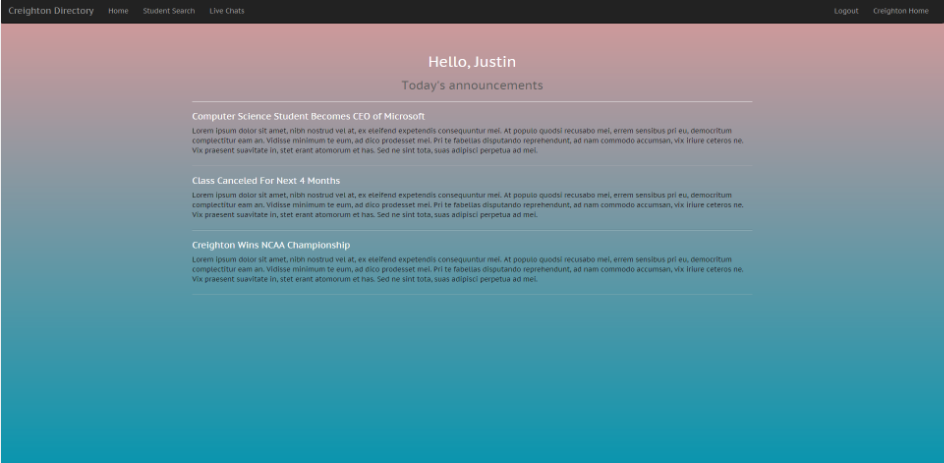 Creighton Directory Home Student Search Live Chats Logout Creighton Home
Hello, Justin
Today's announcements
Computer Science Student Becomes CEO of Microsoft
Lorem ipsum dolor sit amet, nibh nostrud vel at, ex eleifend expetendis consequuntur mei. At populo quodsi recusabo mei, errem sensibus pri eu, democritum
complectitur eam an. Vidisse minimum te eum, ad dico prodesset mei. Pri te fabellas disputando reprehendunt, ad nam commodo accumsan, vix iriure ceteros ne.
Vix praesent suavitate in, stet erant atomorum et has. Sed ne sint tota, suas adipisci perpetua ad mei.
Class Canceled For Next 4 Months
Lorem ipsum dolor sit amet, nibh nostrud vel at, ex eleifend expetendis consequuntur mei. At populo quodsi recusabo mei, errem sensibus pri eu, democritum
complectitur eam an. Vidisse minimum te eum, ad dico prodesset mei. Pri te fabellas disputando reprehendunt, ad nam commodo accumsan, vix iriure ceteros ne.
Vix praesent suavitate in, stet erant atomorum et has. Sed ne sint tota, suas adipisci perpetua ad mei.
Creighton Wins NCAA Championship
Lorem ipsum dolor sit amet, nibh nostrud vel at, ex eleifend expetendis consequuntur mei. At populo quodsi recusabo mei, errem sensibus pri eu, democritum
complectitur eam an. Vidisse minimum te eum, ad dico prodesset mei. Pri te fabellas disputando reprehendunt, ad nam commodo accumsan, vix iriure ceteros ne.
Vix praesent suavitate in, stet erant atomorum et has. Sed ne sint tota, suas adipisci perpetua ad mei.